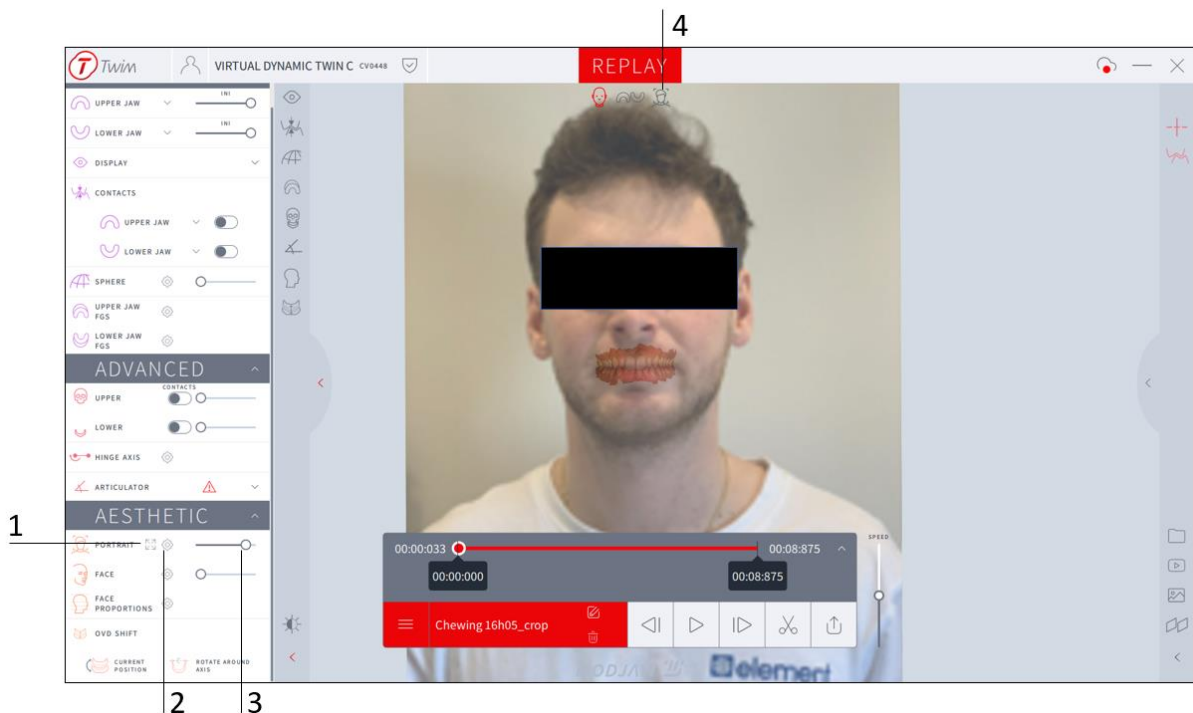 4
Twim
VIRTUAL DYNAMIC TWIN C CV0448
REPLAY
UPPER JAW
INI
LOWER JAW
INI
DISPLAY
CONTACTS
UPPER JAW
LOWER JAW
SPHERE
UPPER JAW
FGS
LOWER JAW
FGS
ADVANCED
CONTACTS
UPPER
LOWER
HINGE AXIS
ARTICULATOR
AESTHETIC
1
PORTRAIT
FACE
FACE
PROPORTIONS
OVD SHIFT
CURRENT
POSITION
ROTATE AROUND
AXIS
2
3
00:00:033
00:08:875
SPEED
00:00:000
00:08:875
Chewing 16h05_crop
element